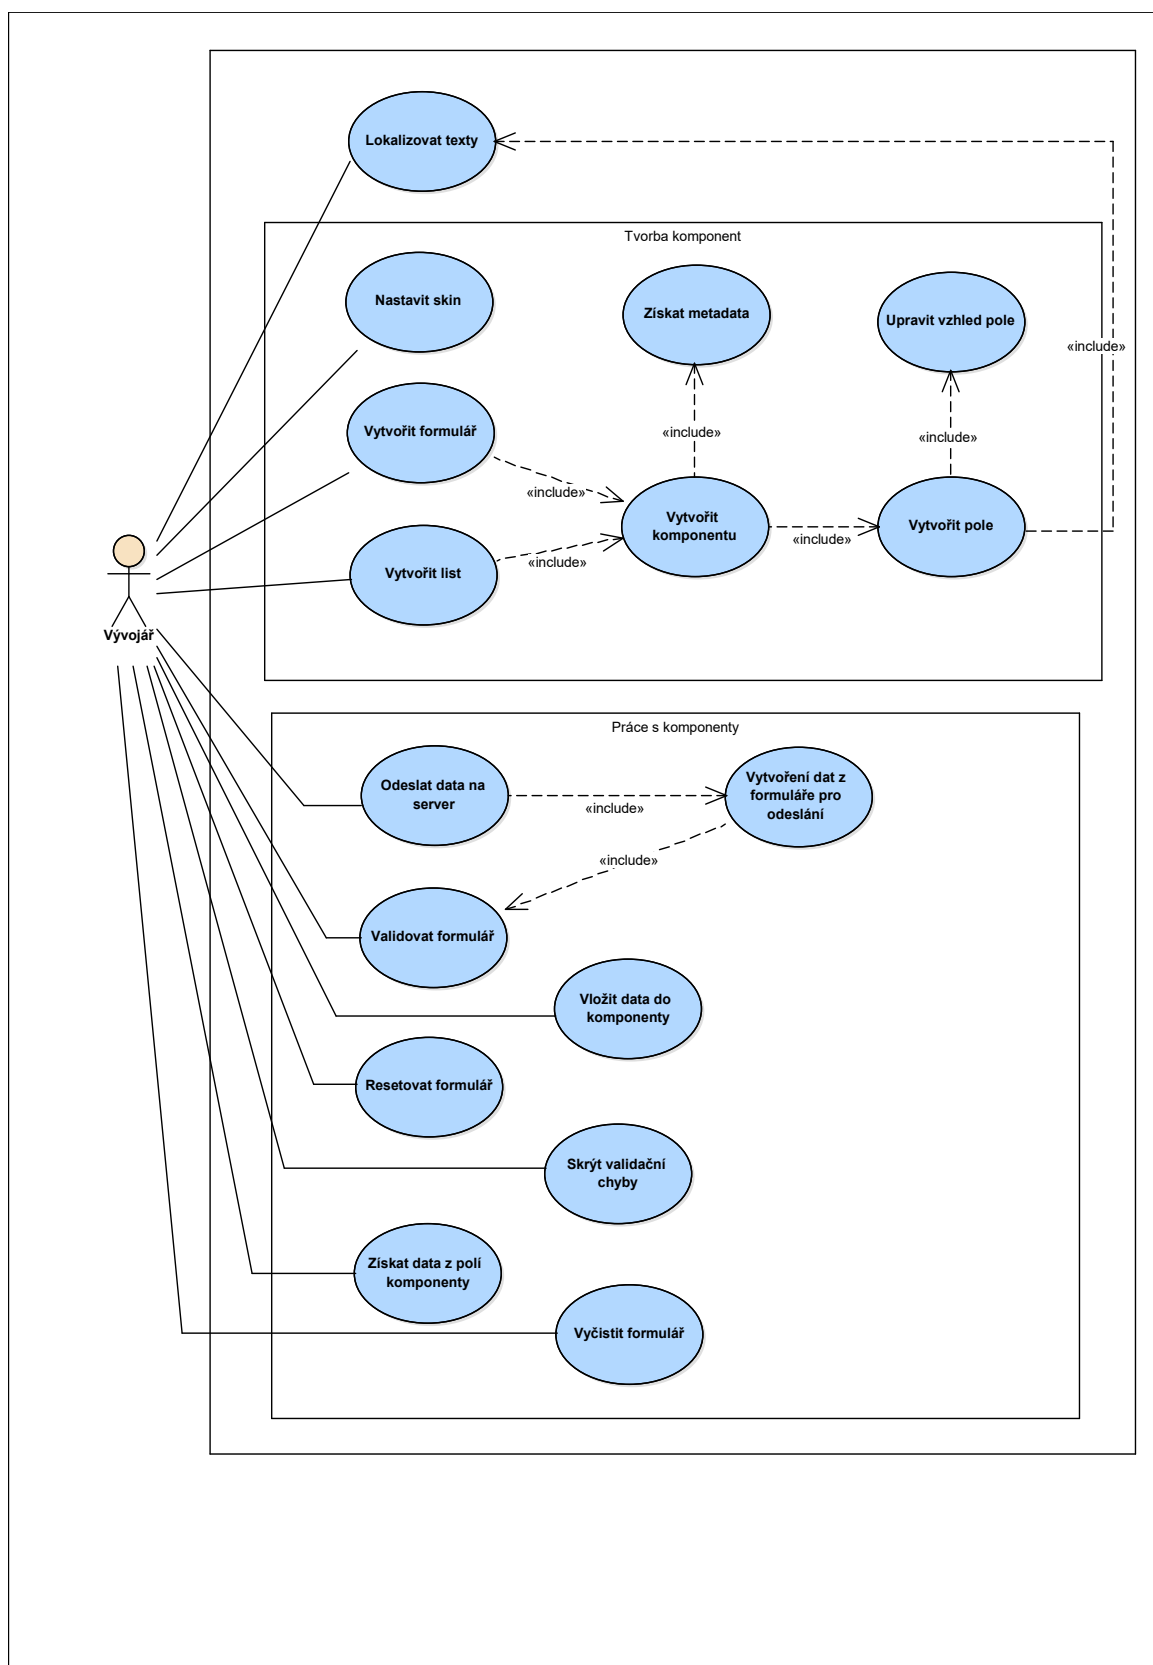 Lokalizovat texty
Tvorba komponent
Nastavit skin
Získat metadata
Upravit vzhled pole
«include»
Vytvořit formulář
«include»
«include»
«include»
Vytvořit
komponentu
Vytvořit pole
«include»
«include»
Vytvořit list
Vývojář
Práce s komponenty
Odeslat data na
server
Vytvoření dat z
formuláře pro
odeslání
«include»
«include»
Validovat formulář
Vložit data do
komponenty
Resetovat formulář
Skrýt validační
chyby
Získat data z polí
komponenty
Vyčistit formulář